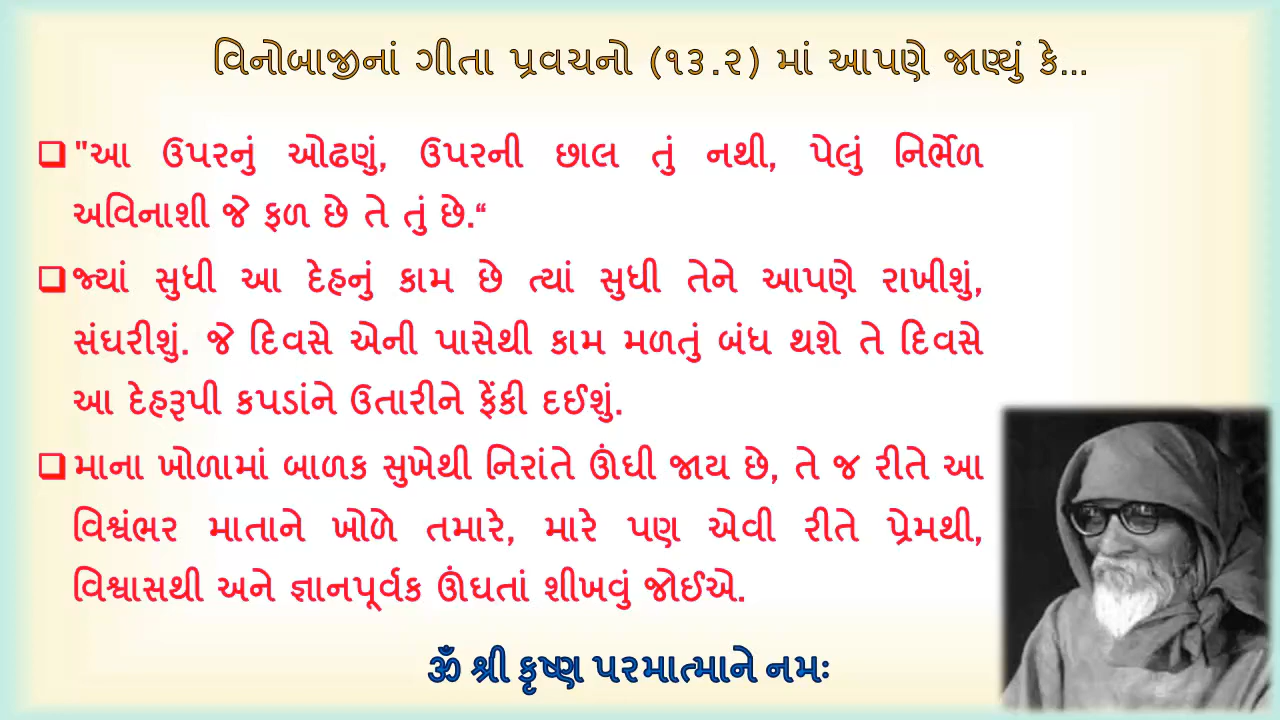 વિનોબાજીનાં ગીતા પ્રવચનો (૧૩.૨) માં આપણે જાણ્યું કે...
"આ ઉપરનું ઓઢણું, ઉપરની છાલ તું નથી, પેલું નિર્ભેળ
અવિનાશી જે ફળ છે તે તું છે.“
જ્યાં સુધી આ દેહનું કામ છે ત્યાં સુધી તેને આપણે રાખીશું,
સંઘરીશું. જે દિવસે એની પાસેથી કામ મળતું બંધ થશે તે દિવસે
આ દેહરૂપી કપડાંને ઉતારીને ફેંકી દઈશું.
માના ખોળામાં બાળક સુખેથી નિરાંતે ઊંઘી જાય છે, તે જ રીતે આ
વિશ્વંભર માતાને ખોળે તમારે, મારે પણ એવી રીતે પ્રેમથી,
વિશ્વાસથી અને જ્ઞાનપૂર્વક ઊંઘતાં શીખવું જોઈએ.
ૐ શ્રી કૃષ્ણ પરમાત્માને નમઃ